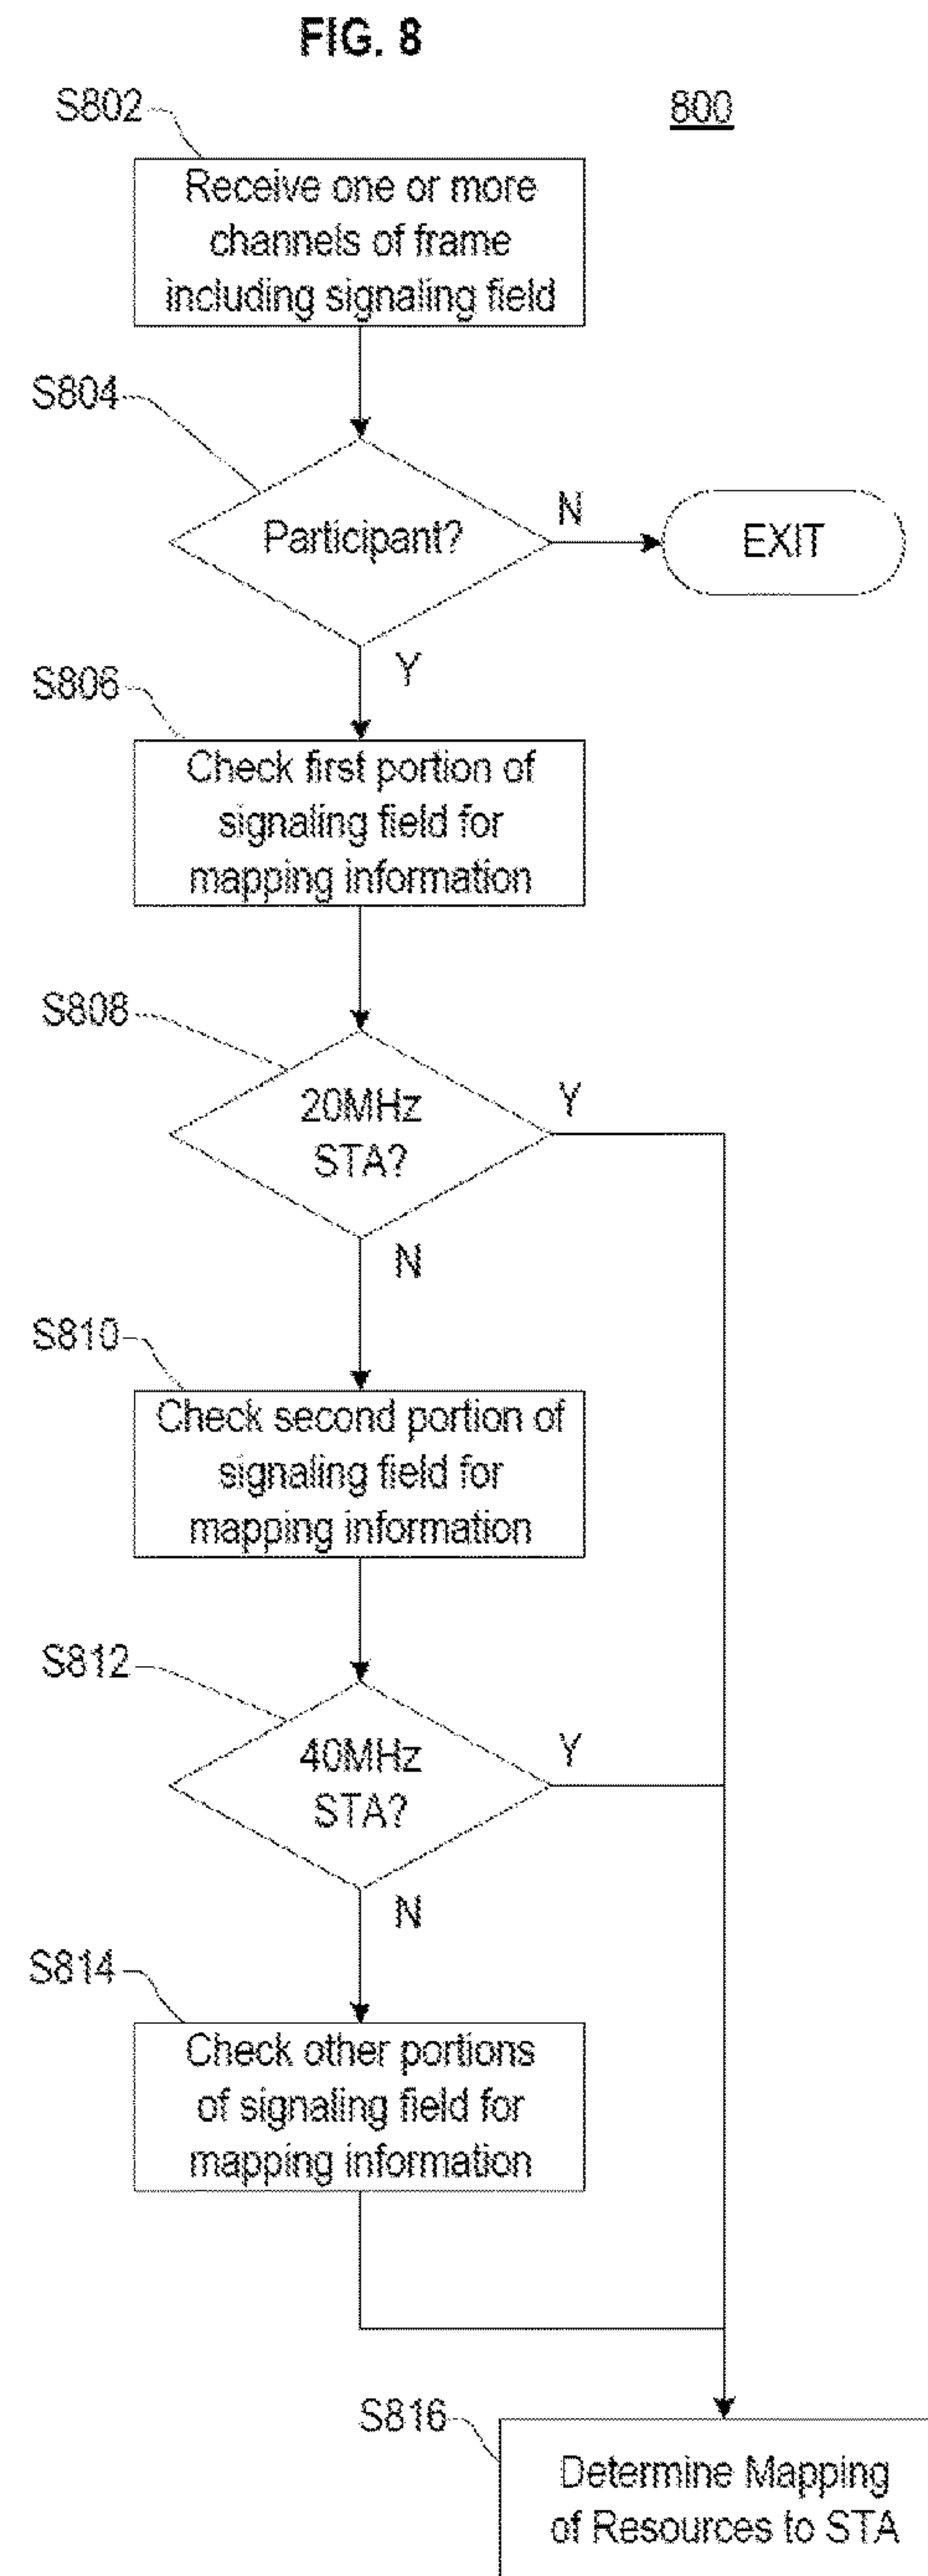 FIG. 8
800
S802
Receive one or more
channels of frame
including signaling field
S804
Participant?
N
EXIT
Y
S806
Check first portion of
signaling field for
mapping information
S808
20MHz
STA?
Y
N
S810
Check second portion of
signaling field for
mapping information
S812
40MHz
STA?
Y
N
S814
Check other portions
of signaling field for
mapping information
S816
Determine Mapping
of Resources to STA